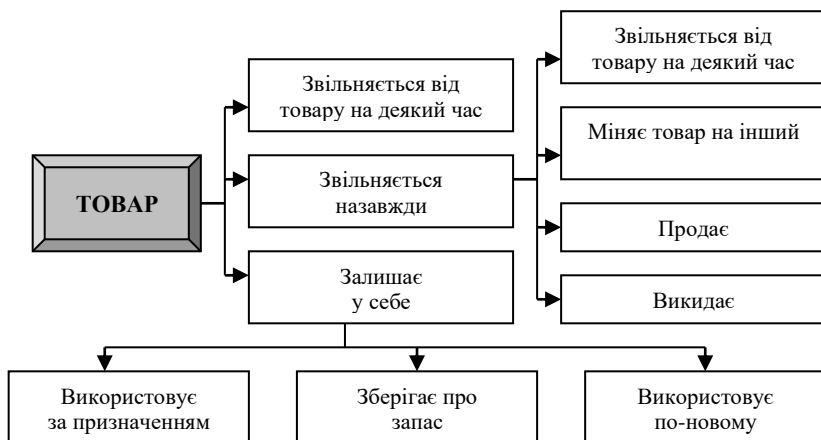 Звільняється від
товару на деякий час
Звільняється від
товару на деякий час
Міняє товар на інший
ТОВАР
Звільняється
назавжди
Продає
Залишає
у себе
Викидає
Використовує
за призначенням
Зберігає про
запас
Використовує
по-новому